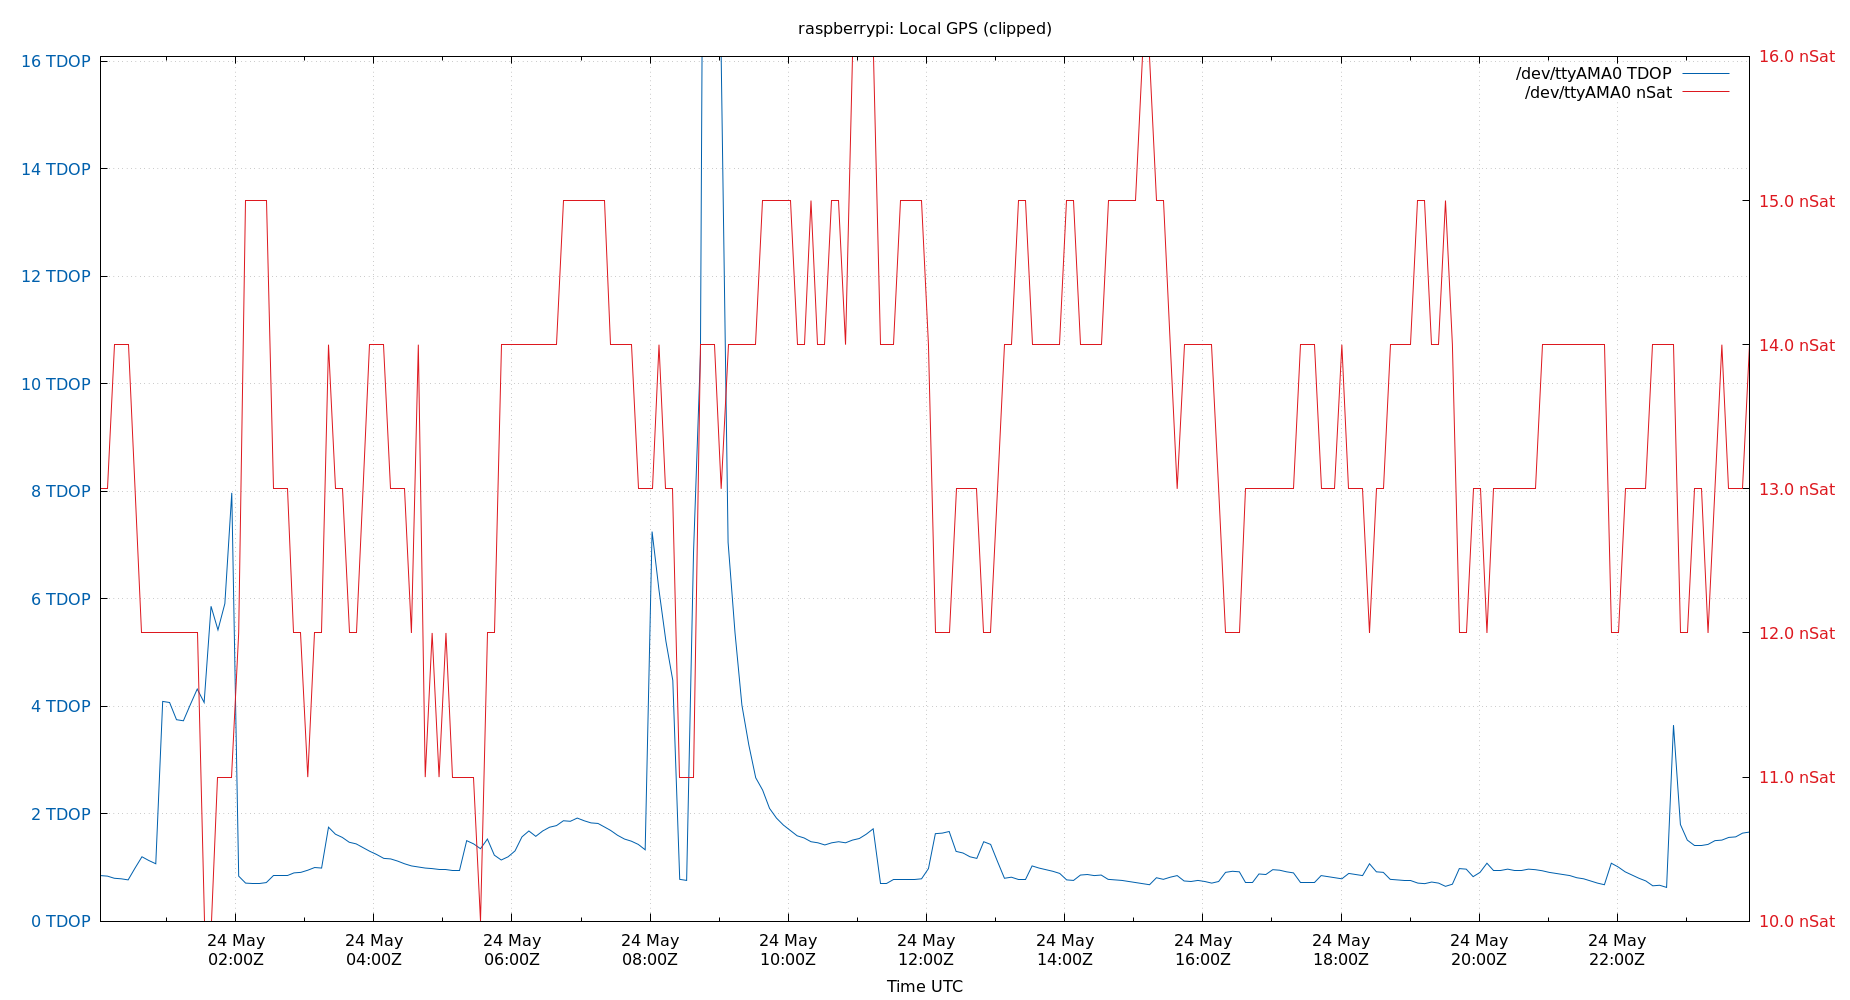 raspberrypi: Local GPS (clipped)
16 TDOP
14 TDOP
12 TDOP
10 TDOP
8 TDOP
6 TDOP
4 TDOP
2 TDOP
0 TDOP
16.0 nSat
15.0 nSat
14.0 nSat
13.0 nSat
12.0 nSat
11.0 nSat
10.0 nSat
/dev/ttyAMA0 TDOP
/dev/ttyAMA0 nSat
24 May
02:00Z
24 May
04:00Z
24 May
06:00Z
24 May
08:00Z
24 May
10:00Z
24 May
12:00Z
24 May
14:00Z
24 May
16:00Z
24 May
18:00Z
24 May
20:00Z
24 May
22:00Z
Time UTC